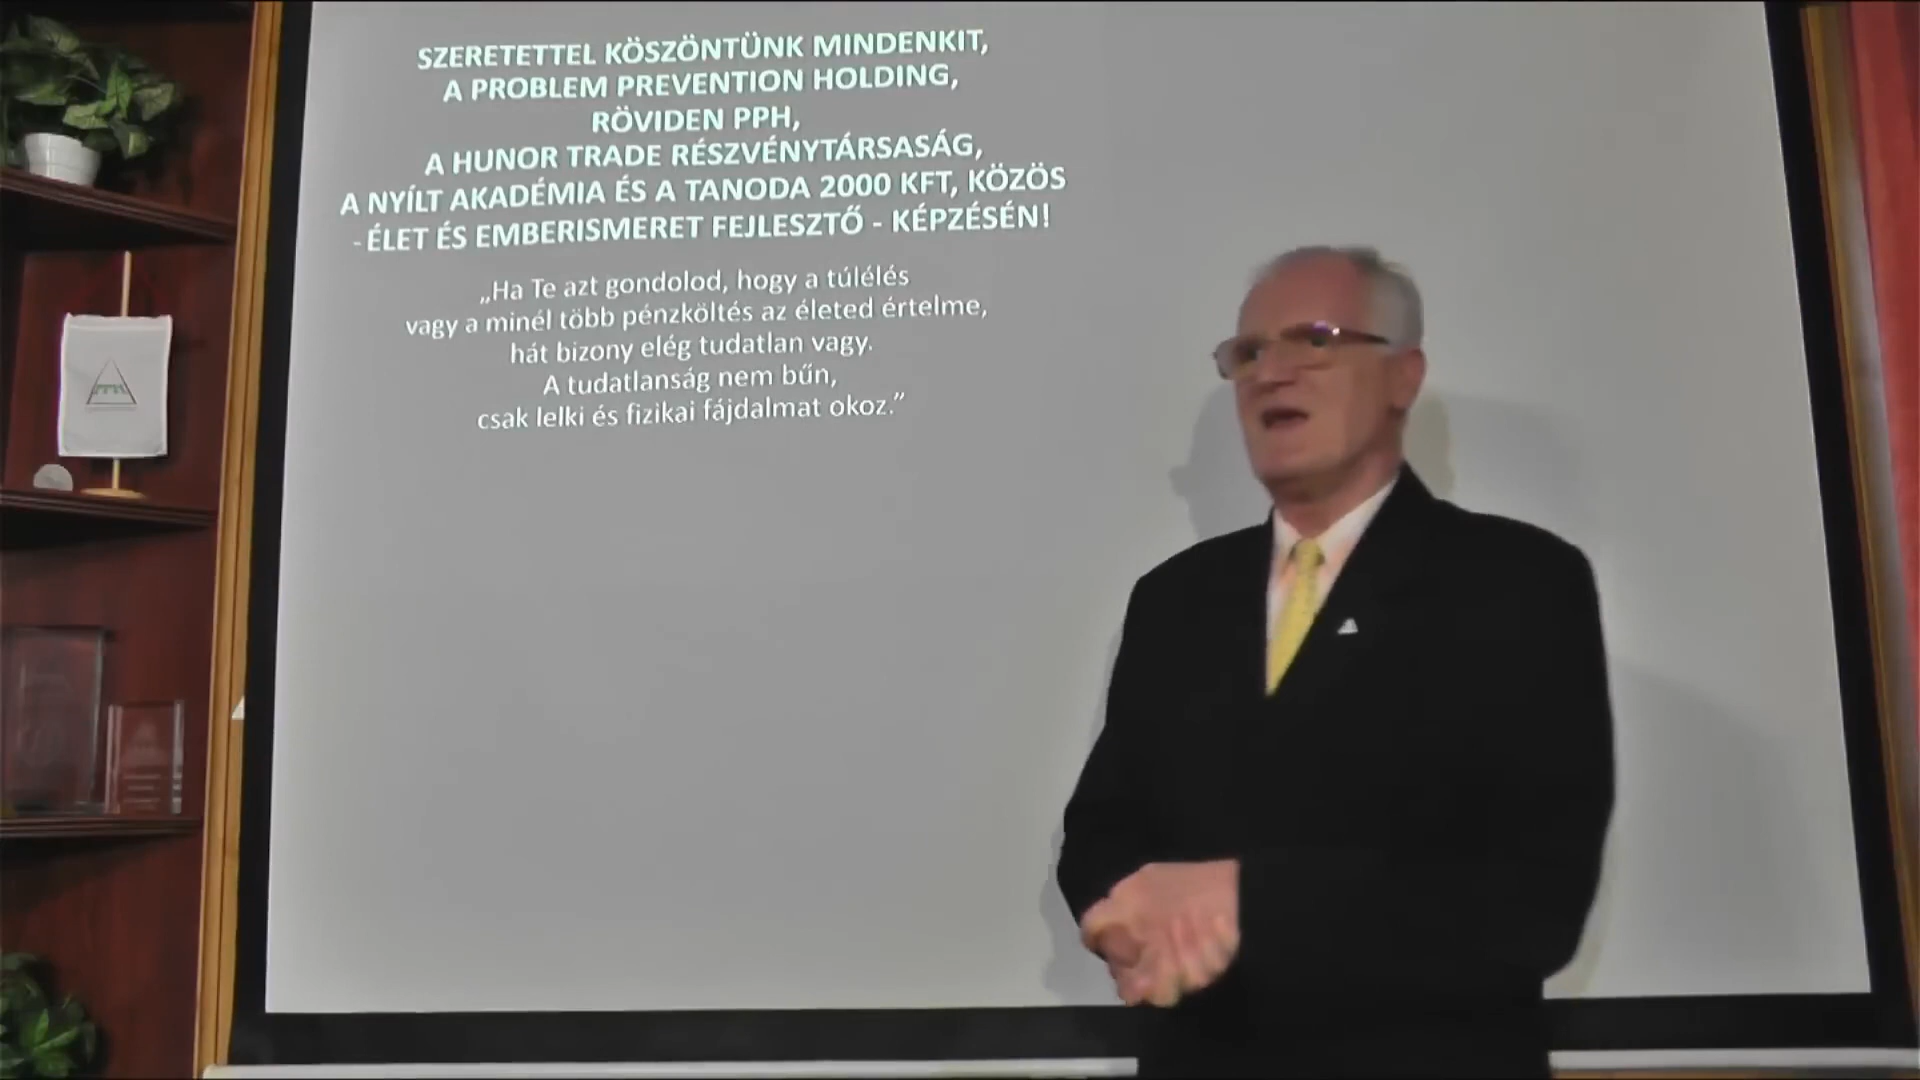 SZERETETTEL KÖSZÖNTÜNK MINDENKIT,
A PROBLEM PREVENTION HOLDING,
RÖVIDEN PPH,
A HUNOR TRADE RÉSZVÉNYTÁRSASÁG,
A NYÍLT AKADÉMIA ÉS A TANODA 2000 KFT, KÖZÖS
- ÉLET ÉS EMBERISMERET FEJLESZTŐ - KÉPZÉSÉN!
„Ha Te azt gondolod, hogy a túlélés
vagy a minél több pénzköltés az életed értelme,
hát bizony elég tudatlan vagy.
A tudatlanság nem bűn,
csak lelki és fizikai fájdalmat okoz.”